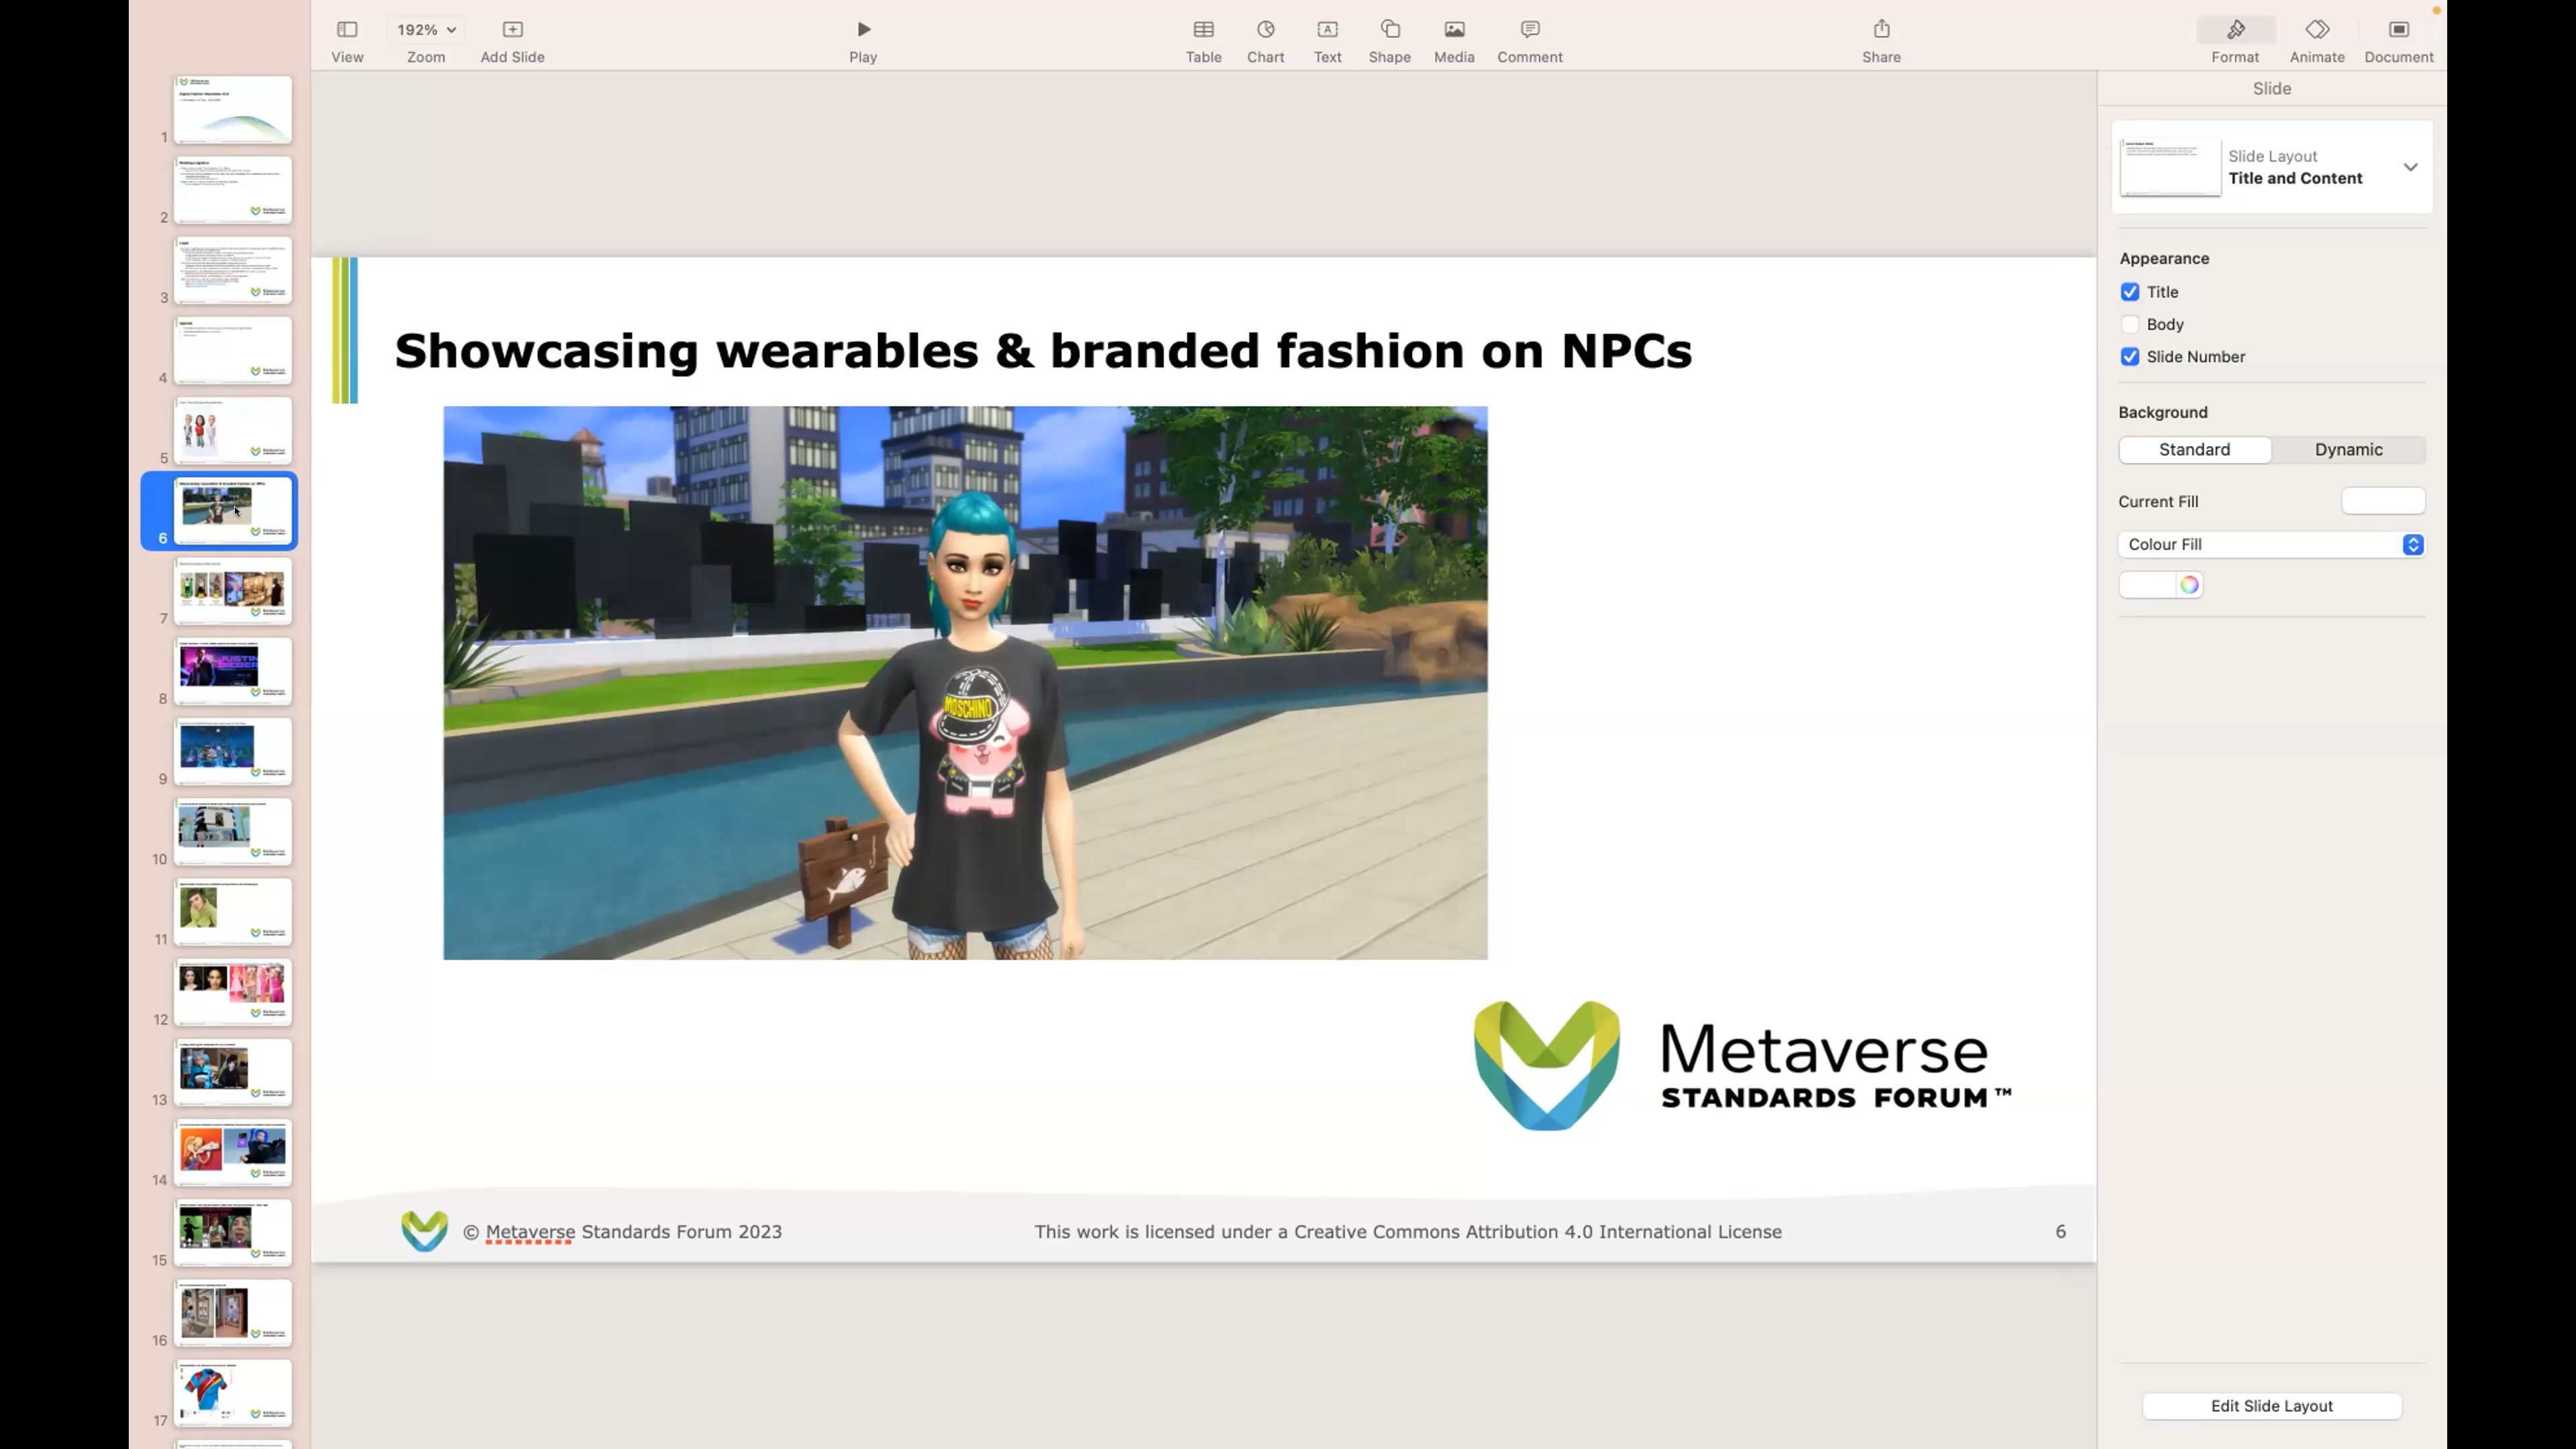 View
192%
Zoom
Add Slide
Play
Table
Chart
Text
Shape
Media
Comment
Share
Format
Animate
Document
1
2
3
4
5
6
7
8
9
10
11
12
13
14
15
16
17
Showcasing wearables & branded fashion on NPCs
MOSCHINO
Metaverse
STANDARDS FORUM™
© Metaverse Standards Forum 2023
This work is licensed under a Creative Commons Attribution 4.0 International License
6
Slide
Slide Layout
Title and Content
Appearance
Title
Body
Slide Number
Background
Standard
Dynamic
Current Fill
Colour Fill
Edit Slide Layout